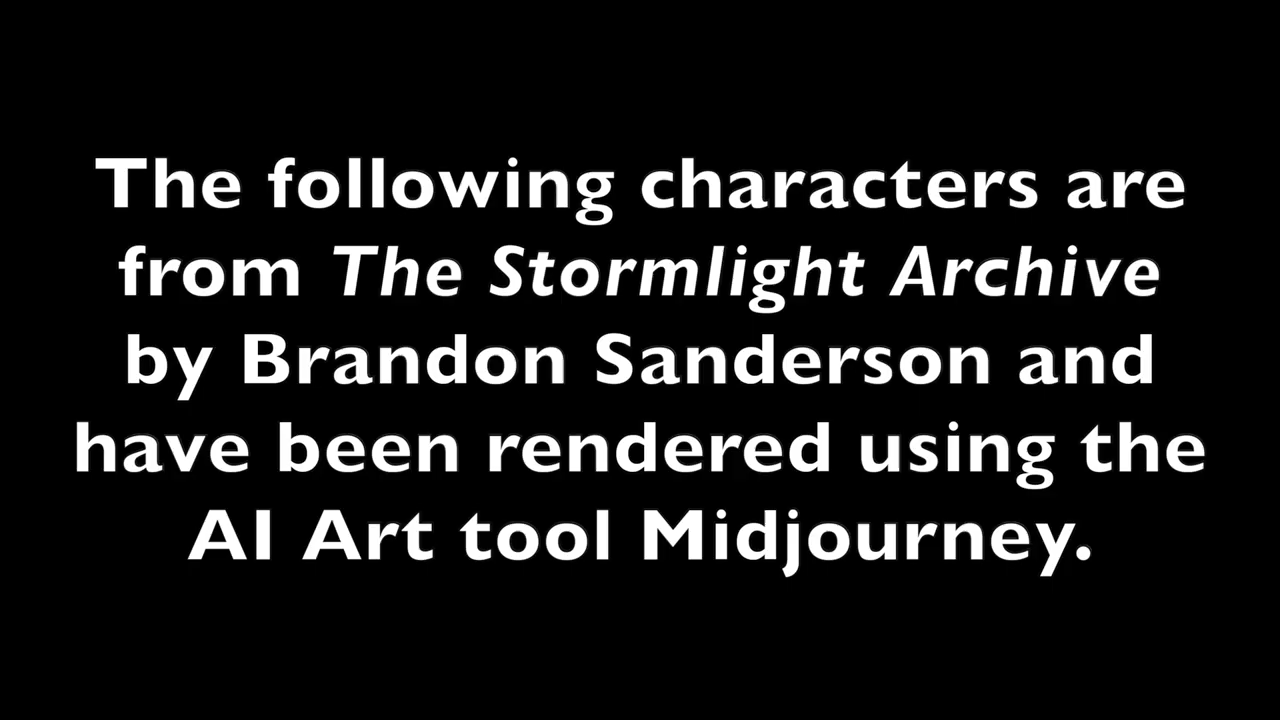 The following characters are
from The Stormlight Archive
by Brandon Sanderson and
have been rendered using the
AI Art tool Midjourney.